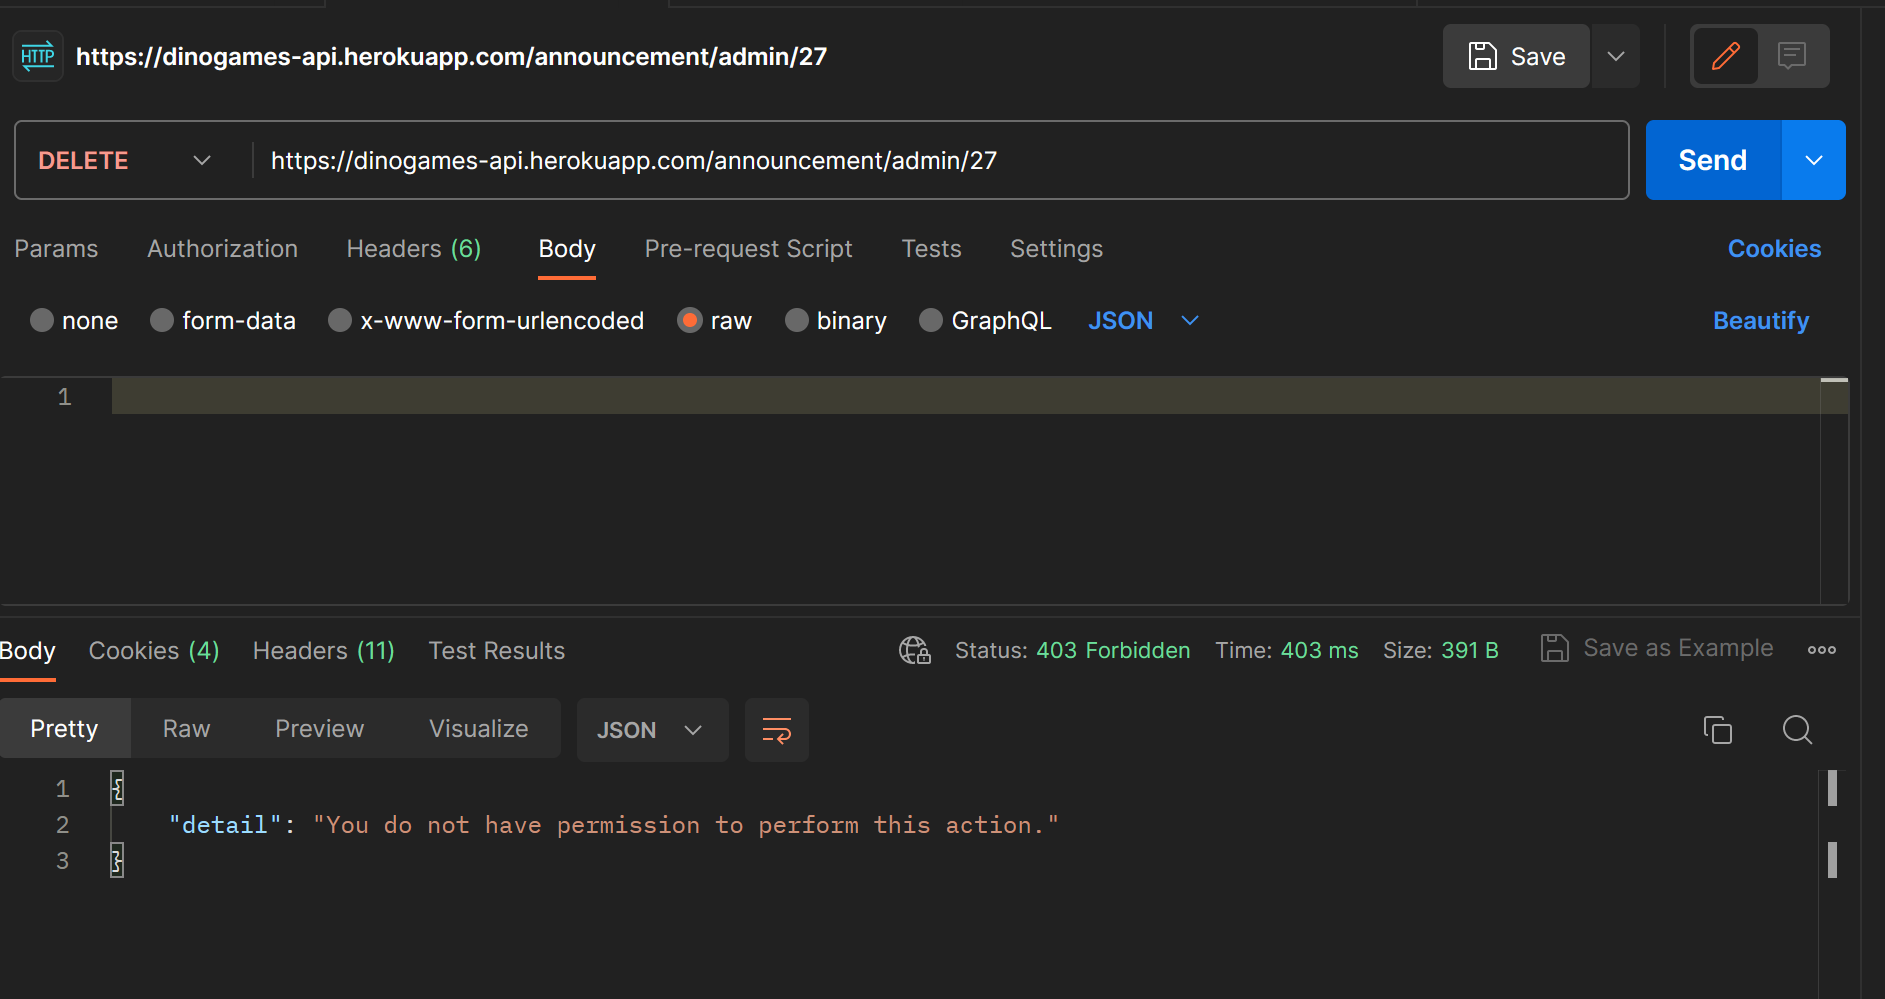 HTTP https://dinogames-api.herokuapp.com/announcement/admin/27 Save
DELETE https://dinogames-api.herokuapp.com/announcement/admin/27 Send
Params Authorization Headers (6) Body Pre-request Script Tests Settings Cookies
none form-data x-www-form-urlencoded raw binary GraphQL JSON Beautify
1
Body Cookies (4) Headers (11) Test Results Status: 403 Forbidden Time: 403 ms Size: 391 B Save as Example
Pretty Raw Preview Visualize JSON
1 {
2 "detail": "You do not have permission to perform this action."
3 }